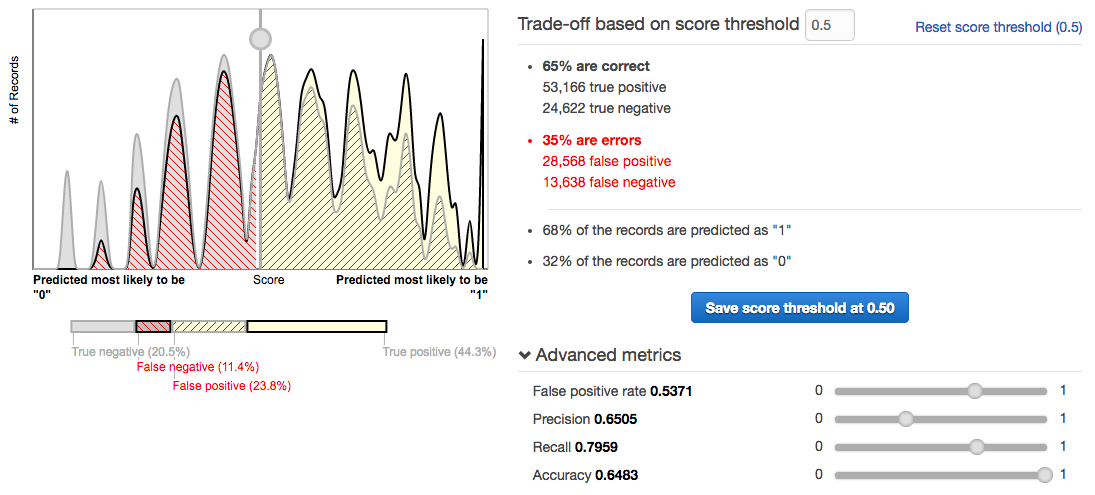 # of Records
Predicted most likely to be
"0"
Score
Predicted most likely to be
"1"
True negative (20.5%)
True positive (44.3%)
False negative (11.4%)
False positive (23.8%)
Trade-off based on score threshold 0.5 Reset score threshold (0.5)
65% are correct
53,166 true positive
24,622 true negative
35% are errors
28,568 false positive
13,638 false negative
68% of the records are predicted as "1"
32% of the records are predicted as "0"
Save score threshold at 0.50
Advanced metrics
False positive rate 0.5371 0 1
Precision 0.6505 0 1
Recall 0.7959 0 1
Accuracy 0.6483 0 1